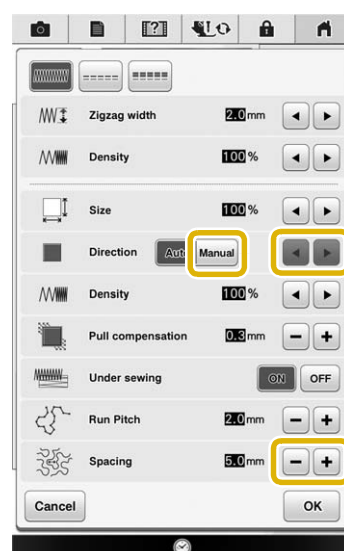 [?]
Zigzag width 2.0 mm
Density 100 %
Size 100 %
Direction Auto Manual
Density 100 %
Pull compensation 0.3 mm - +
Under sewing ON OFF
Run Pitch 2.0 mm - +
Spacing 5.0 mm - +
Cancel OK